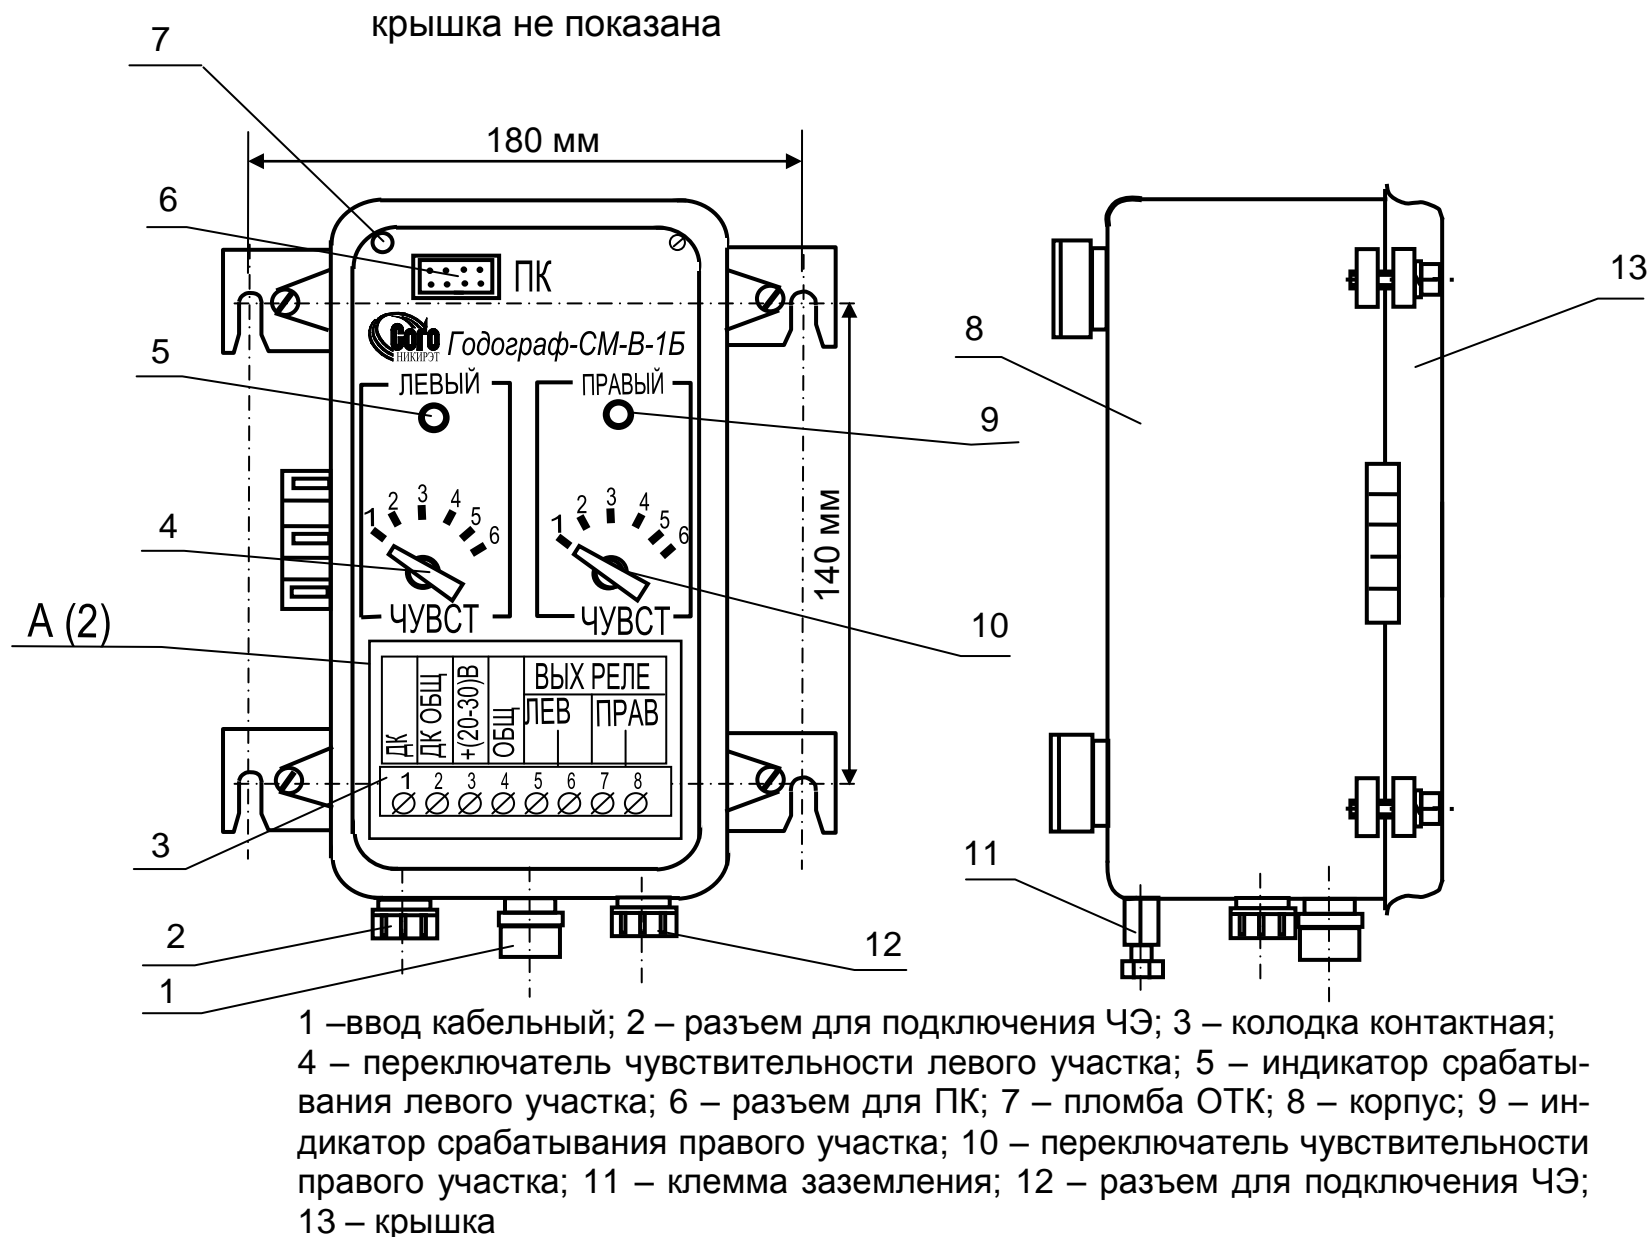 крышка не показана
7
180 мм
6
ПК
13
8
Сого
НИКИРЭТ
Годограф-СМ-В-1Б
5
ЛЕВЫЙ
ПРАВЫЙ
9
1 2 3 4 5 6
1 2 3 4 5 6
4
140 мм
ЧУВСТ
ЧУВСТ
10
А (2)
ДК
ДК ОБЩ
+(20-30)В
ОБЩ
ВЫХ РЕЛЕ
ЛЕВ
ПРАВ
1 2 3 4 5 6 7 8
3
11
2
12
1
1 –ввод кабельный; 2 – разъем для подключения ЧЭ; 3 – колодка контактная;
4 – переключатель чувствительности левого участка; 5 – индикатор срабаты-
вания левого участка; 6 – разъем для ПК; 7 – пломба ОТК; 8 – корпус; 9 – ин-
дикатор срабатывания правого участка; 10 – переключатель чувствительности
правого участка; 11 – клемма заземления; 12 – разъем для подключения ЧЭ;
13 – крышка